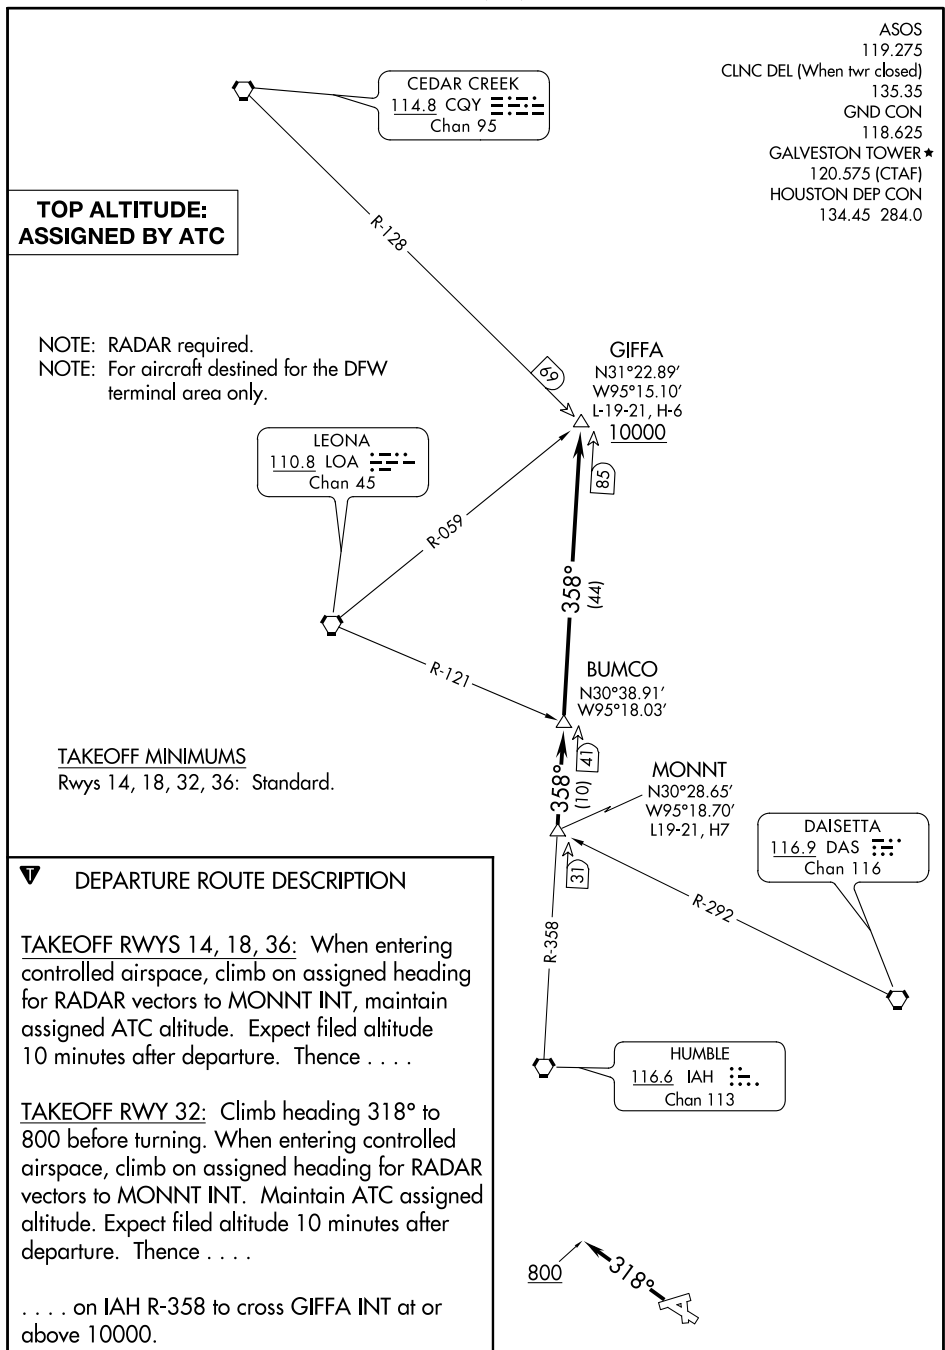 ASOS
119.275
CLNC DEL (When twr closed)
135.35
GND CON
118.625
GALVESTON TOWER★
120.575 (CTAF)
HOUSTON DEP CON
134.45 284.0
CEDAR CREEK
114.8 CQY
Chan 95
TOP ALTITUDE:
ASSIGNED BY ATC
R-128
NOTE: RADAR required.
NOTE: For aircraft destined for the DFW
terminal area only.
69
GIFFA
N31°22.89′
W95°15.10′
L-19-21, H-6
10000
LEONA
110.8 LOA
Chan 45
85
R-059
358°
(44)
R-121
BUMCO
N30°38.91′
W95°18.03′
41
358°
(10)
TAKEOFF MINIMUMS
Rwys 14, 18, 32, 36: Standard.
MONNT
N30°28.65′
W95°18.70′
L19-21, H7
DAISETTA
116.9 DAS
Chan 116
31
R-292
R-358
HUMBLE
116.6 IAH
Chan 113
T DEPARTURE ROUTE DESCRIPTION
TAKEOFF RWYS 14, 18, 36: When entering
controlled airspace, climb on assigned heading
for RADAR vectors to MONNT INT, maintain
assigned ATC altitude. Expect filed altitude
10 minutes after departure. Thence . . . .
TAKEOFF RWY 32: Climb heading 318° to
800 before turning. When entering controlled
airspace, climb on assigned heading for RADAR
vectors to MONNT INT. Maintain ATC assigned
altitude. Expect filed altitude 10 minutes after
departure. Thence . . . .
. . . . on IAH R-358 to cross GIFFA INT at or
above 10000.
800
318°